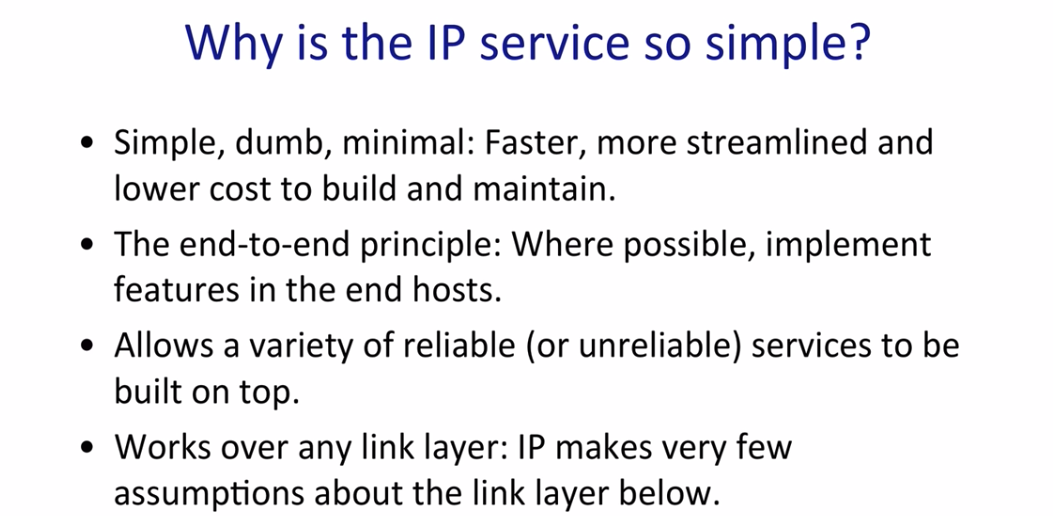 Why is the IP service so simple?
• Simple, dumb, minimal: Faster, more streamlined and
lower cost to build and maintain.
• The end-to-end principle: Where possible, implement
features in the end hosts.
• Allows a variety of reliable (or unreliable) services to be
built on top.
• Works over any link layer: IP makes very few
assumptions about the link layer below.